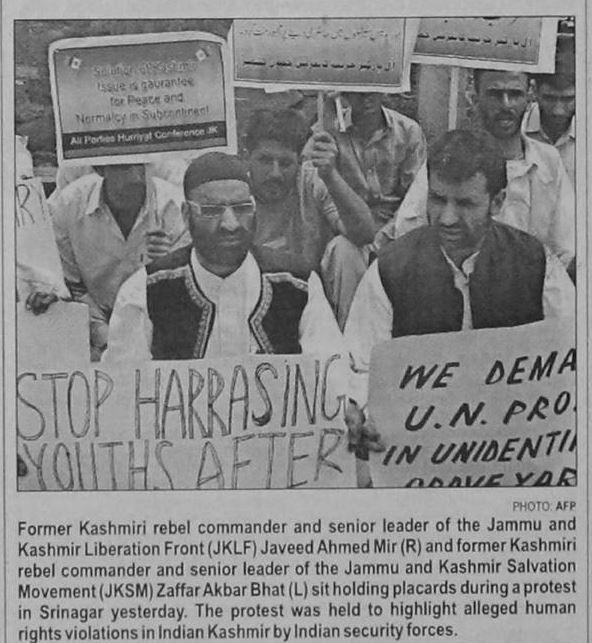 Solution of Kashmir
Issue is gaurantee
for Peace and
Normalcy in Subcontinent
All Parties Hurriyat Conference JK
STOP HARRASING
YOUTHS AFTER
WE DEMA
U.N. PRO
IN UNIDENTI
GRAVE YAR
PHOTO: AFP
Former Kashmiri rebel commander and senior leader of the Jammu and
Kashmir Liberation Front (JKLF) Javeed Ahmed Mir (R) and former Kashmiri
rebel commander and senior leader of the Jammu and Kashmir Salvation
Movement (JKSM) Zaffar Akbar Bhat (L) sit holding placards during a protest
in Srinagar yesterday. The protest was held to highlight alleged human
rights violations in Indian Kashmir by Indian security forces.